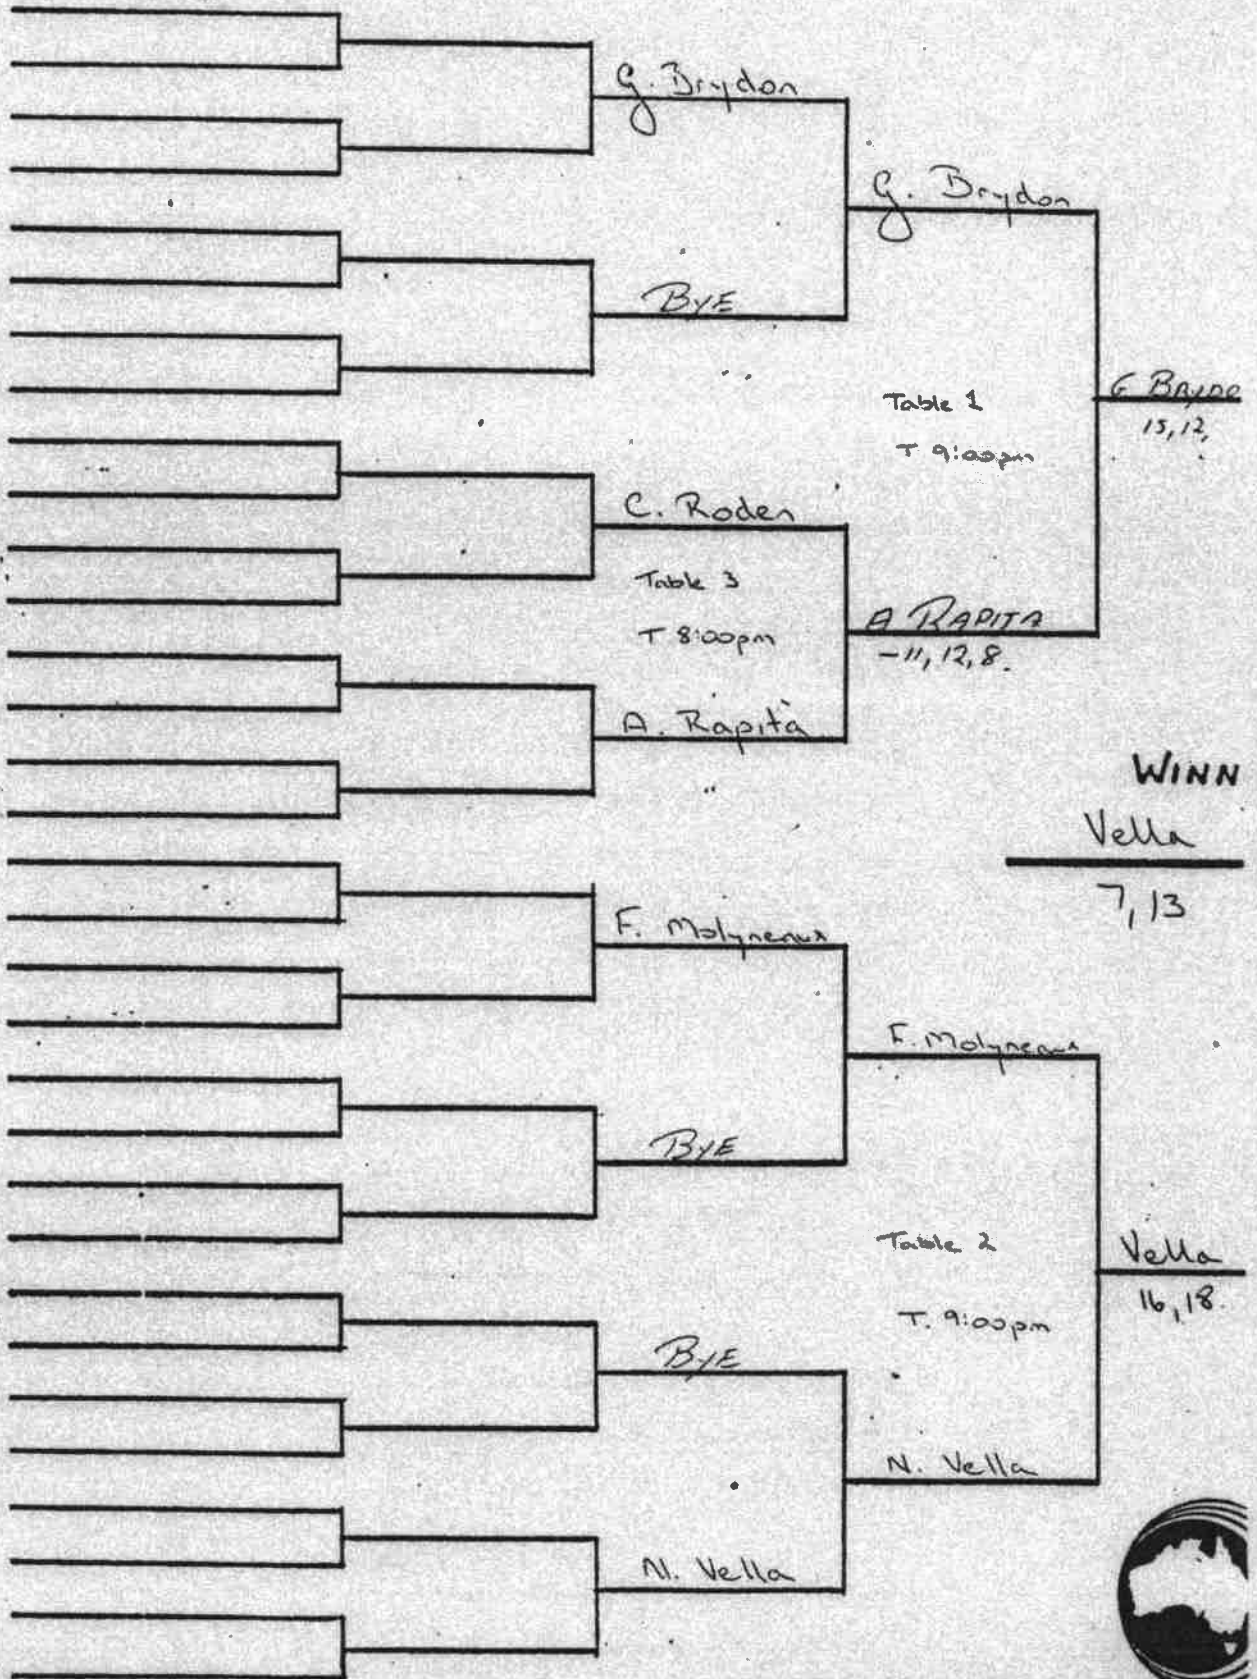 G. Brydon
G. Brydon
BYE
Table 1
G BRYDO
15, 12,
T 9:00pm
C. Roden
Table 3
A RAPITA
T 8:00pm
-11, 12, 8.
A. Rapita
WINN
Vella
7, 13
F. Molyneaux
F. Molyneaux
BYE
Table 2
Vella
16, 18.
T. 9:00pm
BYE
N. Vella
N. Vella